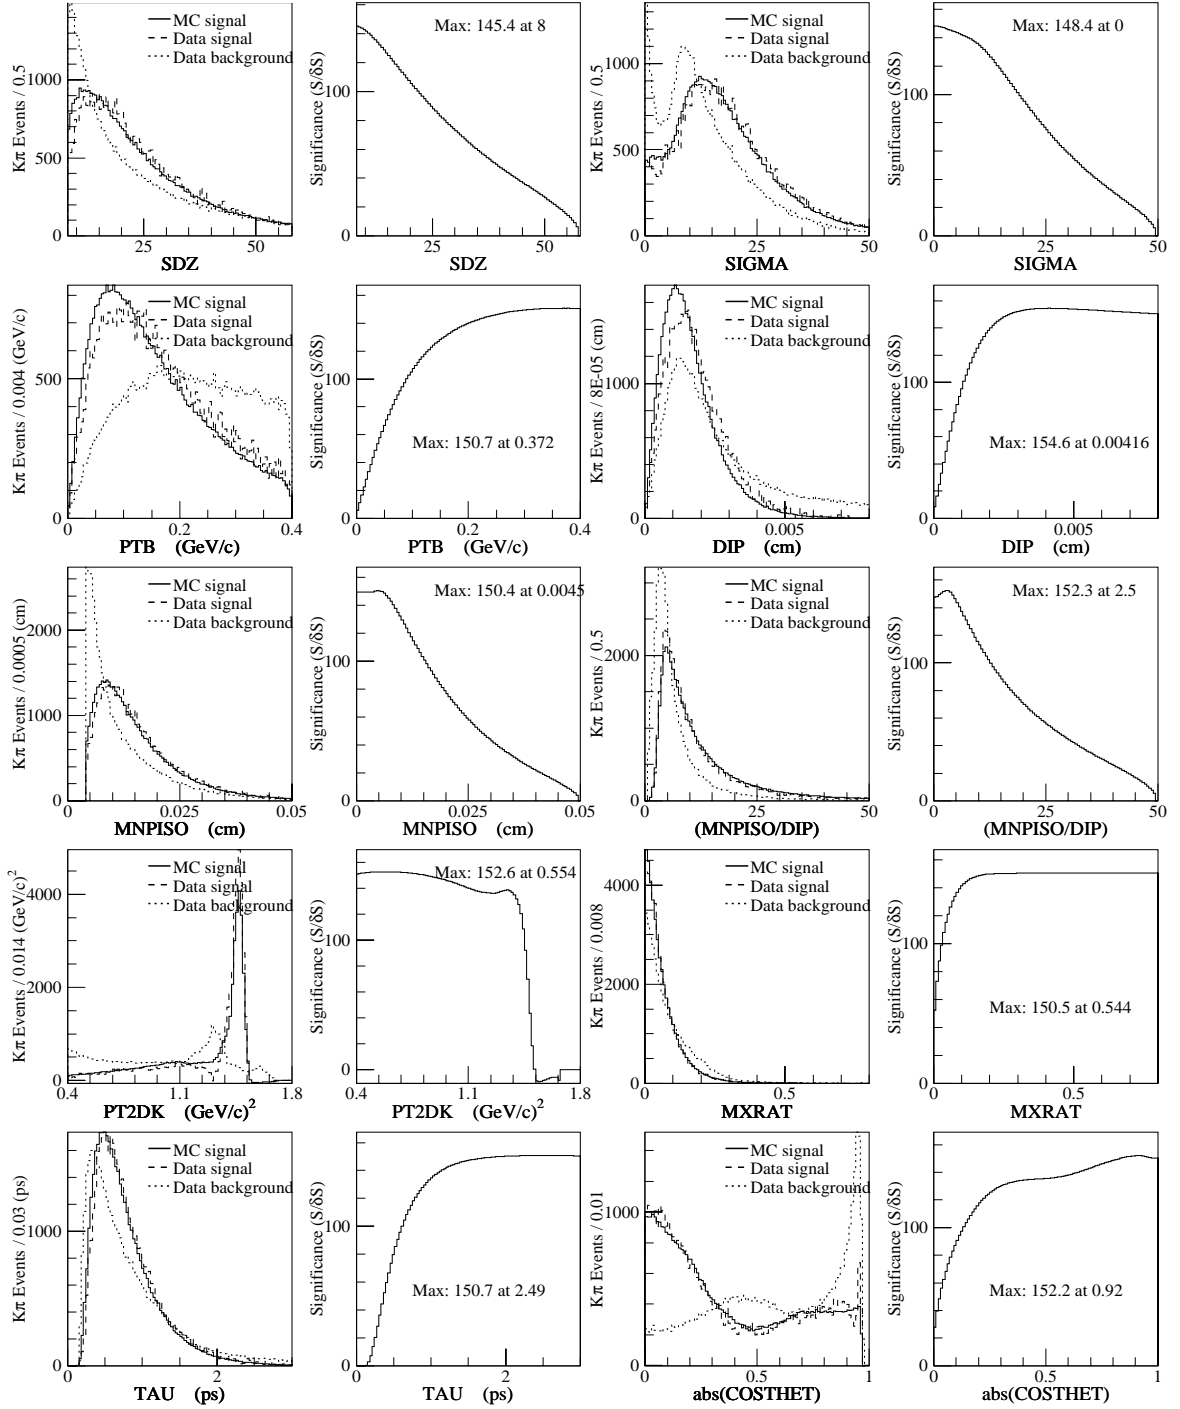 Kπ Events / 0.5
MC signal
Data signal
Data background
1000
500
0
25
50
SDZ
Significance (S/δS)
Max: 145.4 at 8
100
0
25
50
SDZ
Kπ Events / 0.5
MC signal
Data signal
Data background
1000
500
0
0
25
50
SIGMA
Significance (S/δS)
Max: 148.4 at 0
100
0
0
25
50
SIGMA
Kπ Events / 0.004 (GeV/c)
MC signal
Data signal
Data background
500
0
0
0.2
0.4
PTB (GeV/c)
Significance (S/δS)
100
Max: 150.7 at 0.372
0
0
0.2
0.4
PTB (GeV/c)
Kπ Events / 8E-05 (cm)
MC signal
Data signal
Data background
1000
0
0
0.005
DIP (cm)
Significance (S/δS)
100
Max: 154.6 at 0.00416
0
0
0.005
DIP (cm)
Kπ Events / 0.0005 (cm)
MC signal
Data signal
Data background
2000
1000
0
0
0.025
0.05
MNPISO (cm)
Significance (S/δS)
Max: 150.4 at 0.0045
100
0
0
0.025
0.05
MNPISO (cm)
Kπ Events / 0.5
MC signal
Data signal
Data background
2000
0
0
25
50
(MNPISO/DIP)
Significance (S/δS)
Max: 152.3 at 2.5
100
0
0
25
50
(MNPISO/DIP)
Kπ Events / 0.014 (GeV/c)²
MC signal
Data signal
Data background
4000
2000
0
0.4
1.1
1.8
PT2DK (GeV/c)²
Significance (S/δS)
Max: 152.6 at 0.554
100
0
0.4
1.1
1.8
PT2DK (GeV/c)²
Kπ Events / 0.008
MC signal
Data signal
Data background
4000
2000
0
0
0.5
MXRAT
Significance (S/δS)
100
Max: 150.5 at 0.544
0
0
0.5
MXRAT
Kπ Events / 0.03 (ps)
MC signal
Data signal
Data background
1000
0
0
2
TAU (ps)
Significance (S/δS)
100
Max: 150.7 at 2.49
0
0
2
TAU (ps)
Kπ Events / 0.01
MC signal
Data signal
Data background
1000
0
0
0.5
1
abs(COSTHET)
Significance (S/δS)
100
Max: 152.2 at 0.92
0
0
0.5
1
abs(COSTHET)